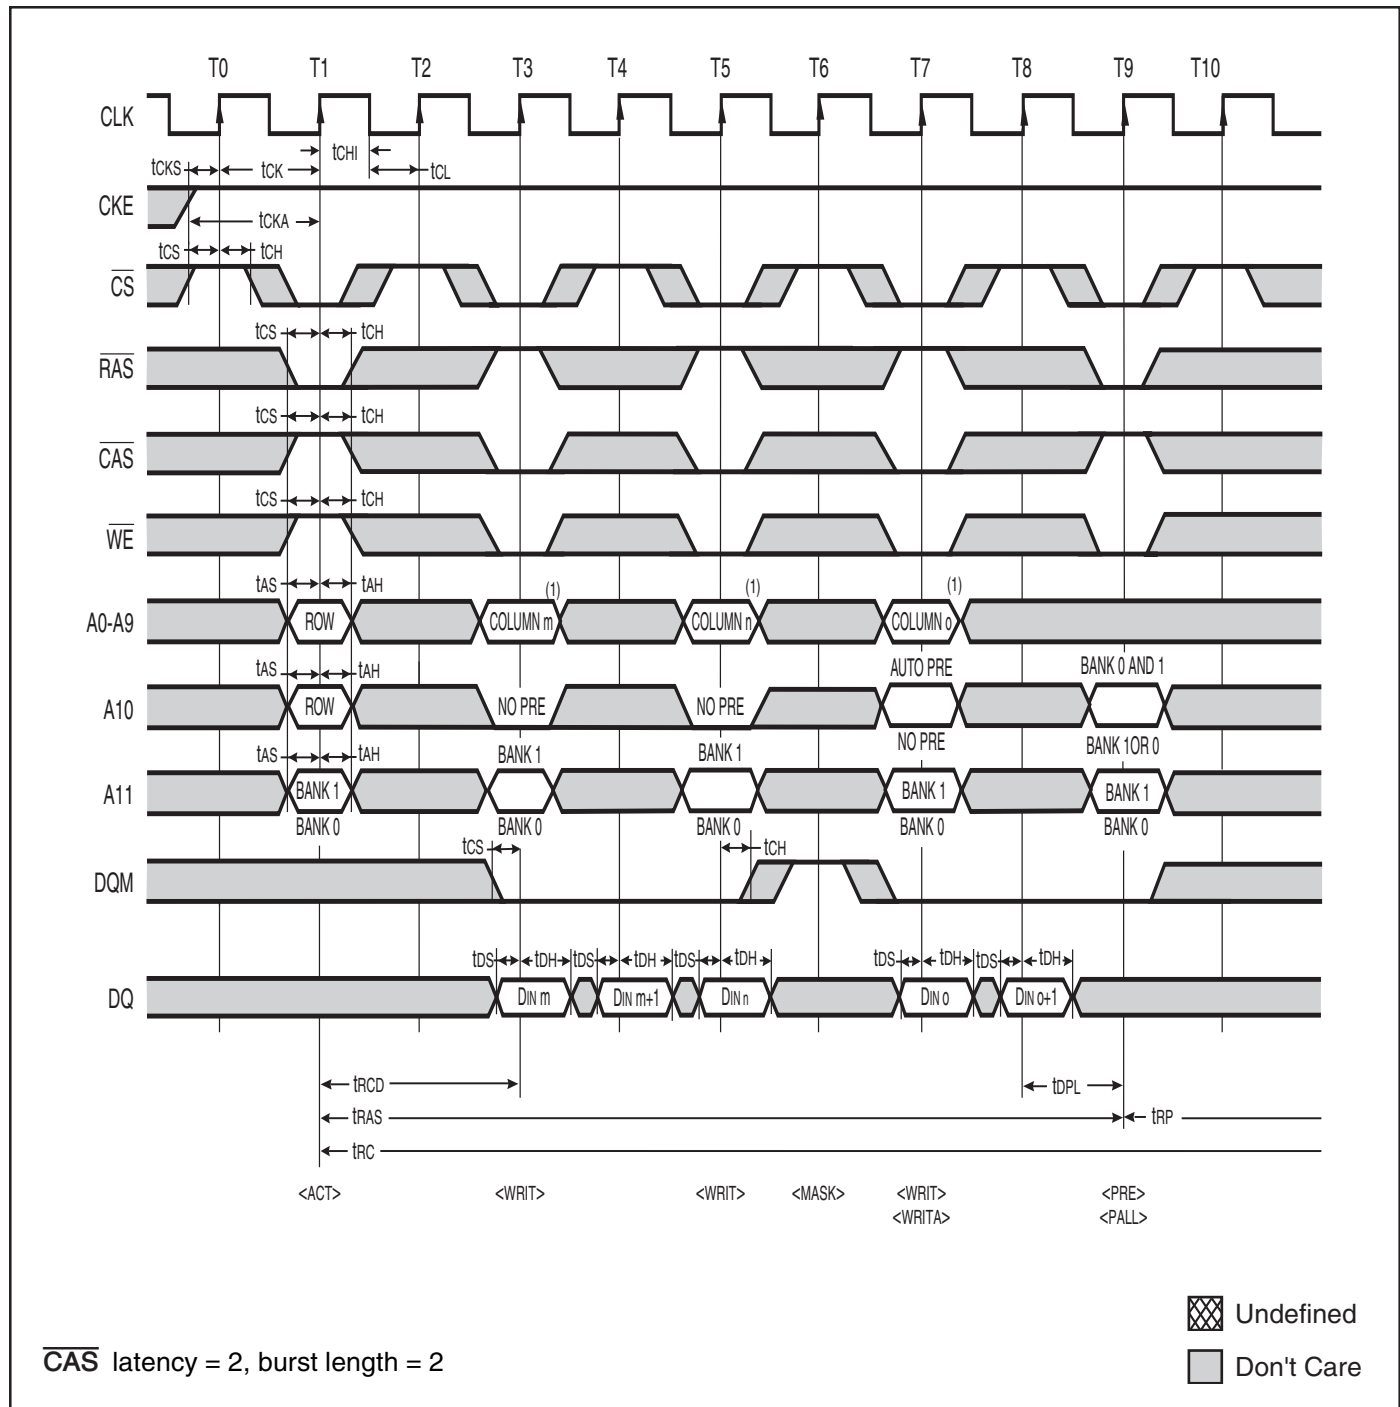 T0 T1 T2 T3 T4 T5 T6 T7 T8 T9 T10
CLK
tCHI
tCKS tCK tCL
CKE
tCKA
tCS tCH
CS
tCS tCH
RAS
tCS tCH
CAS
tCS tCH
WE
tAS tAH (1) (1) (1)
A0-A9 ROW COLUMN m COLUMN n COLUMN o
tAS tAH AUTO PRE BANK 0 AND 1
A10 ROW NO PRE NO PRE
NO PRE BANK 1OR 0
tAS tAH BANK 1 BANK 1
A11 BANK 1 BANK 1 BANK 1
BANK 0 BANK 0 BANK 0 BANK 0 BANK 0
tCS tCH
DQM
tDS tDH tDS tDH tDS tDH tDS tDH tDS tDH
DQ DIN m DIN m+1 DIN n DIN o DIN o+1
tRCD tDPL
tRAS tRP
tRC
<ACT> <WRIT> <WRIT> <MASK> <WRIT> <PRE>
<WRITA> <PALL>
Undefined
CAS latency = 2, burst length = 2
Don't Care